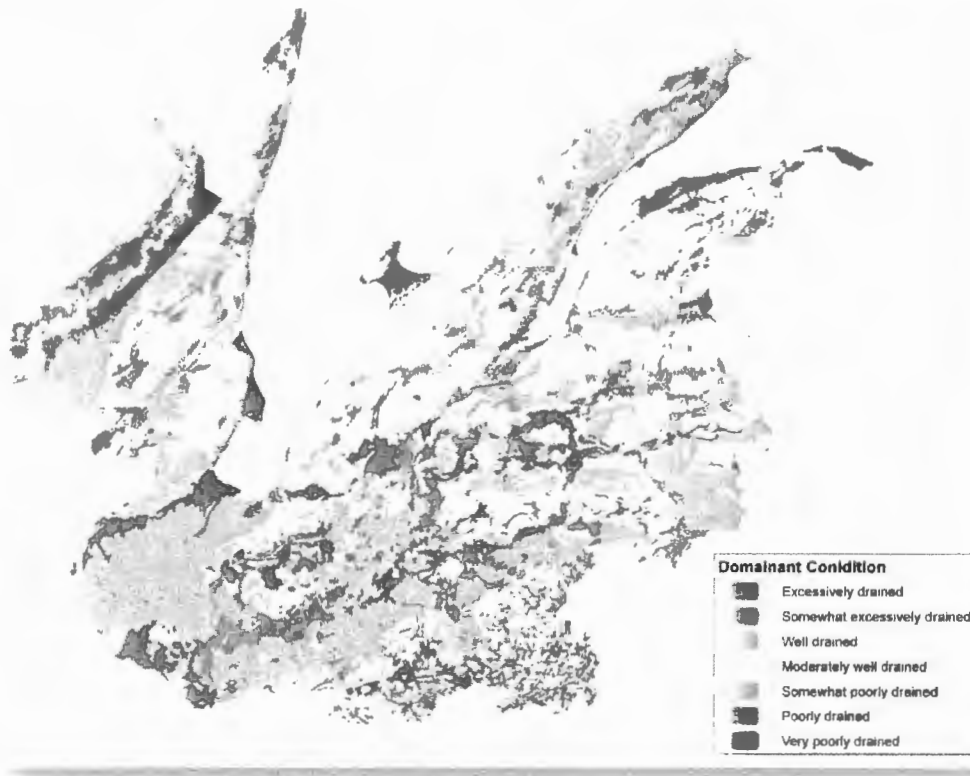 Domainant Conidition
Excessively drained
Somewhat excessively drained
Well drained
Moderately well drained
Somewhat poorly drained
Poorly drained
Very poorly drained